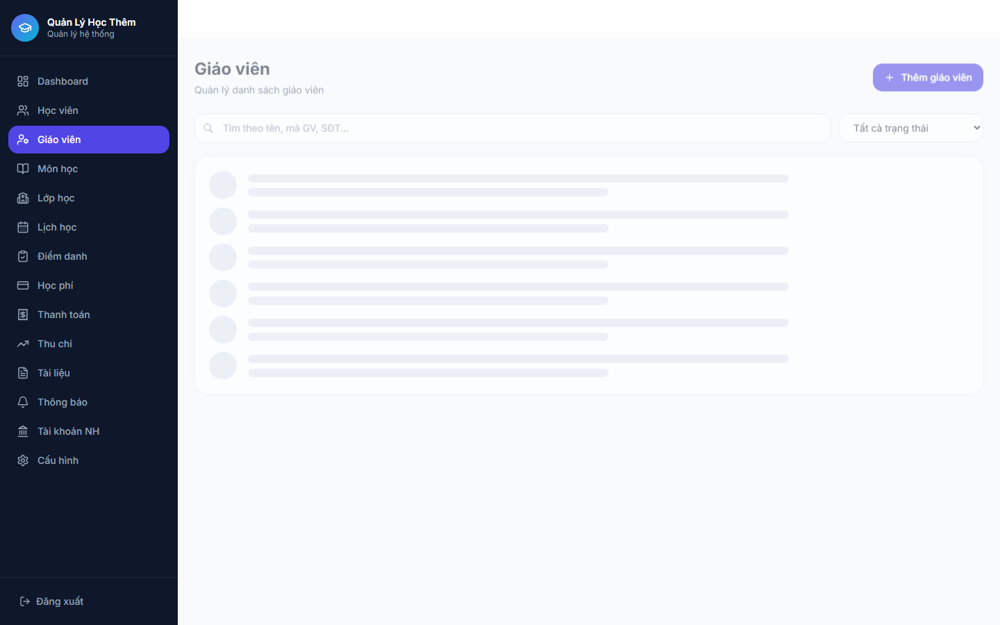 Quản Lý Học Thêm
Quản lý hệ thống
Dashboard
Học viên
Giáo viên
Môn học
Lớp học
Lịch học
Điểm danh
Học phí
Thanh toán
Thu chi
Tài liệu
Thông báo
Tài khoản NH
Cấu hình
Đăng xuất
Giáo viên
Quản lý danh sách giáo viên
Thêm giáo viên
Tìm theo tên, mã GV, SĐT...
Tất cả trạng thái